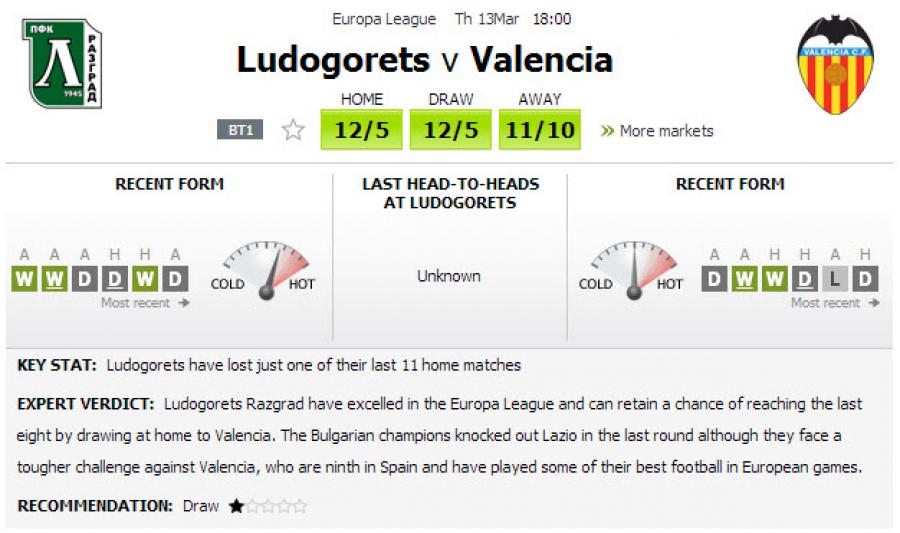 Europa League Th 13Mar 18:00
ПФК
РАЗГРАД
Л
1945
Ludogorets v Valencia
VALENCIA C.F.
HOME DRAW AWAY
BT1 12/5 12/5 11/10 » More markets
RECENT FORM
LAST HEAD-TO-HEADS
AT LUDOGORETS
RECENT FORM
A A A H H A
W W D D W D
Most recent →
COLD HOT
Unknown
COLD HOT
A A H H A H
D W W D L D
Most recent →
KEY STAT: Ludogorets have lost just one of their last 11 home matches
EXPERT VERDICT: Ludogorets Razgrad have excelled in the Europa League and can retain a chance of reaching the last
eight by drawing at home to Valencia. The Bulgarian champions knocked out Lazio in the last round although they face a
tougher challenge against Valencia, who are ninth in Spain and have played some of their best football in European games.
RECOMMENDATION: Draw ★☆☆☆☆